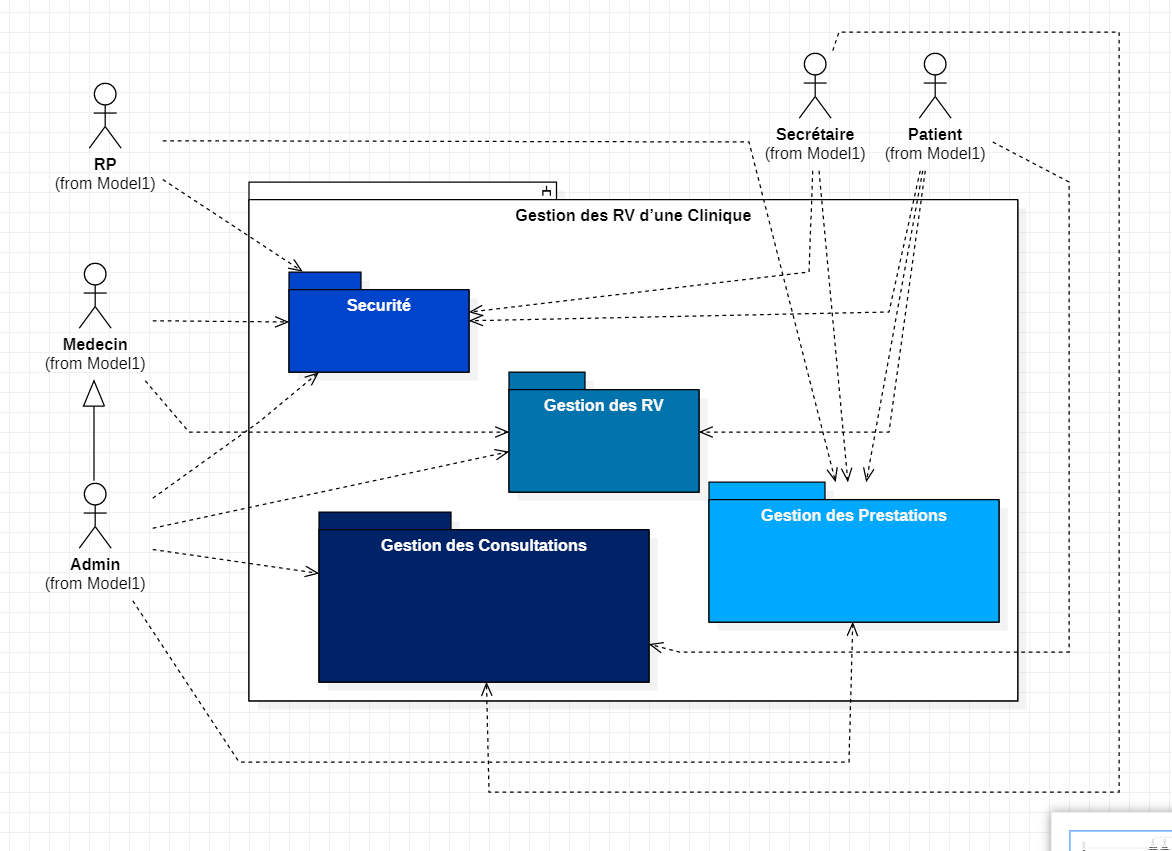 Secrétaire
(from Model1)
Patient
(from Model1)
RP
(from Model1)
Gestion des RV d’une Clinique
Securité
Medecin
(from Model1)
Gestion des RV
Gestion des Prestations
Gestion des Consultations
Admin
(from Model1)